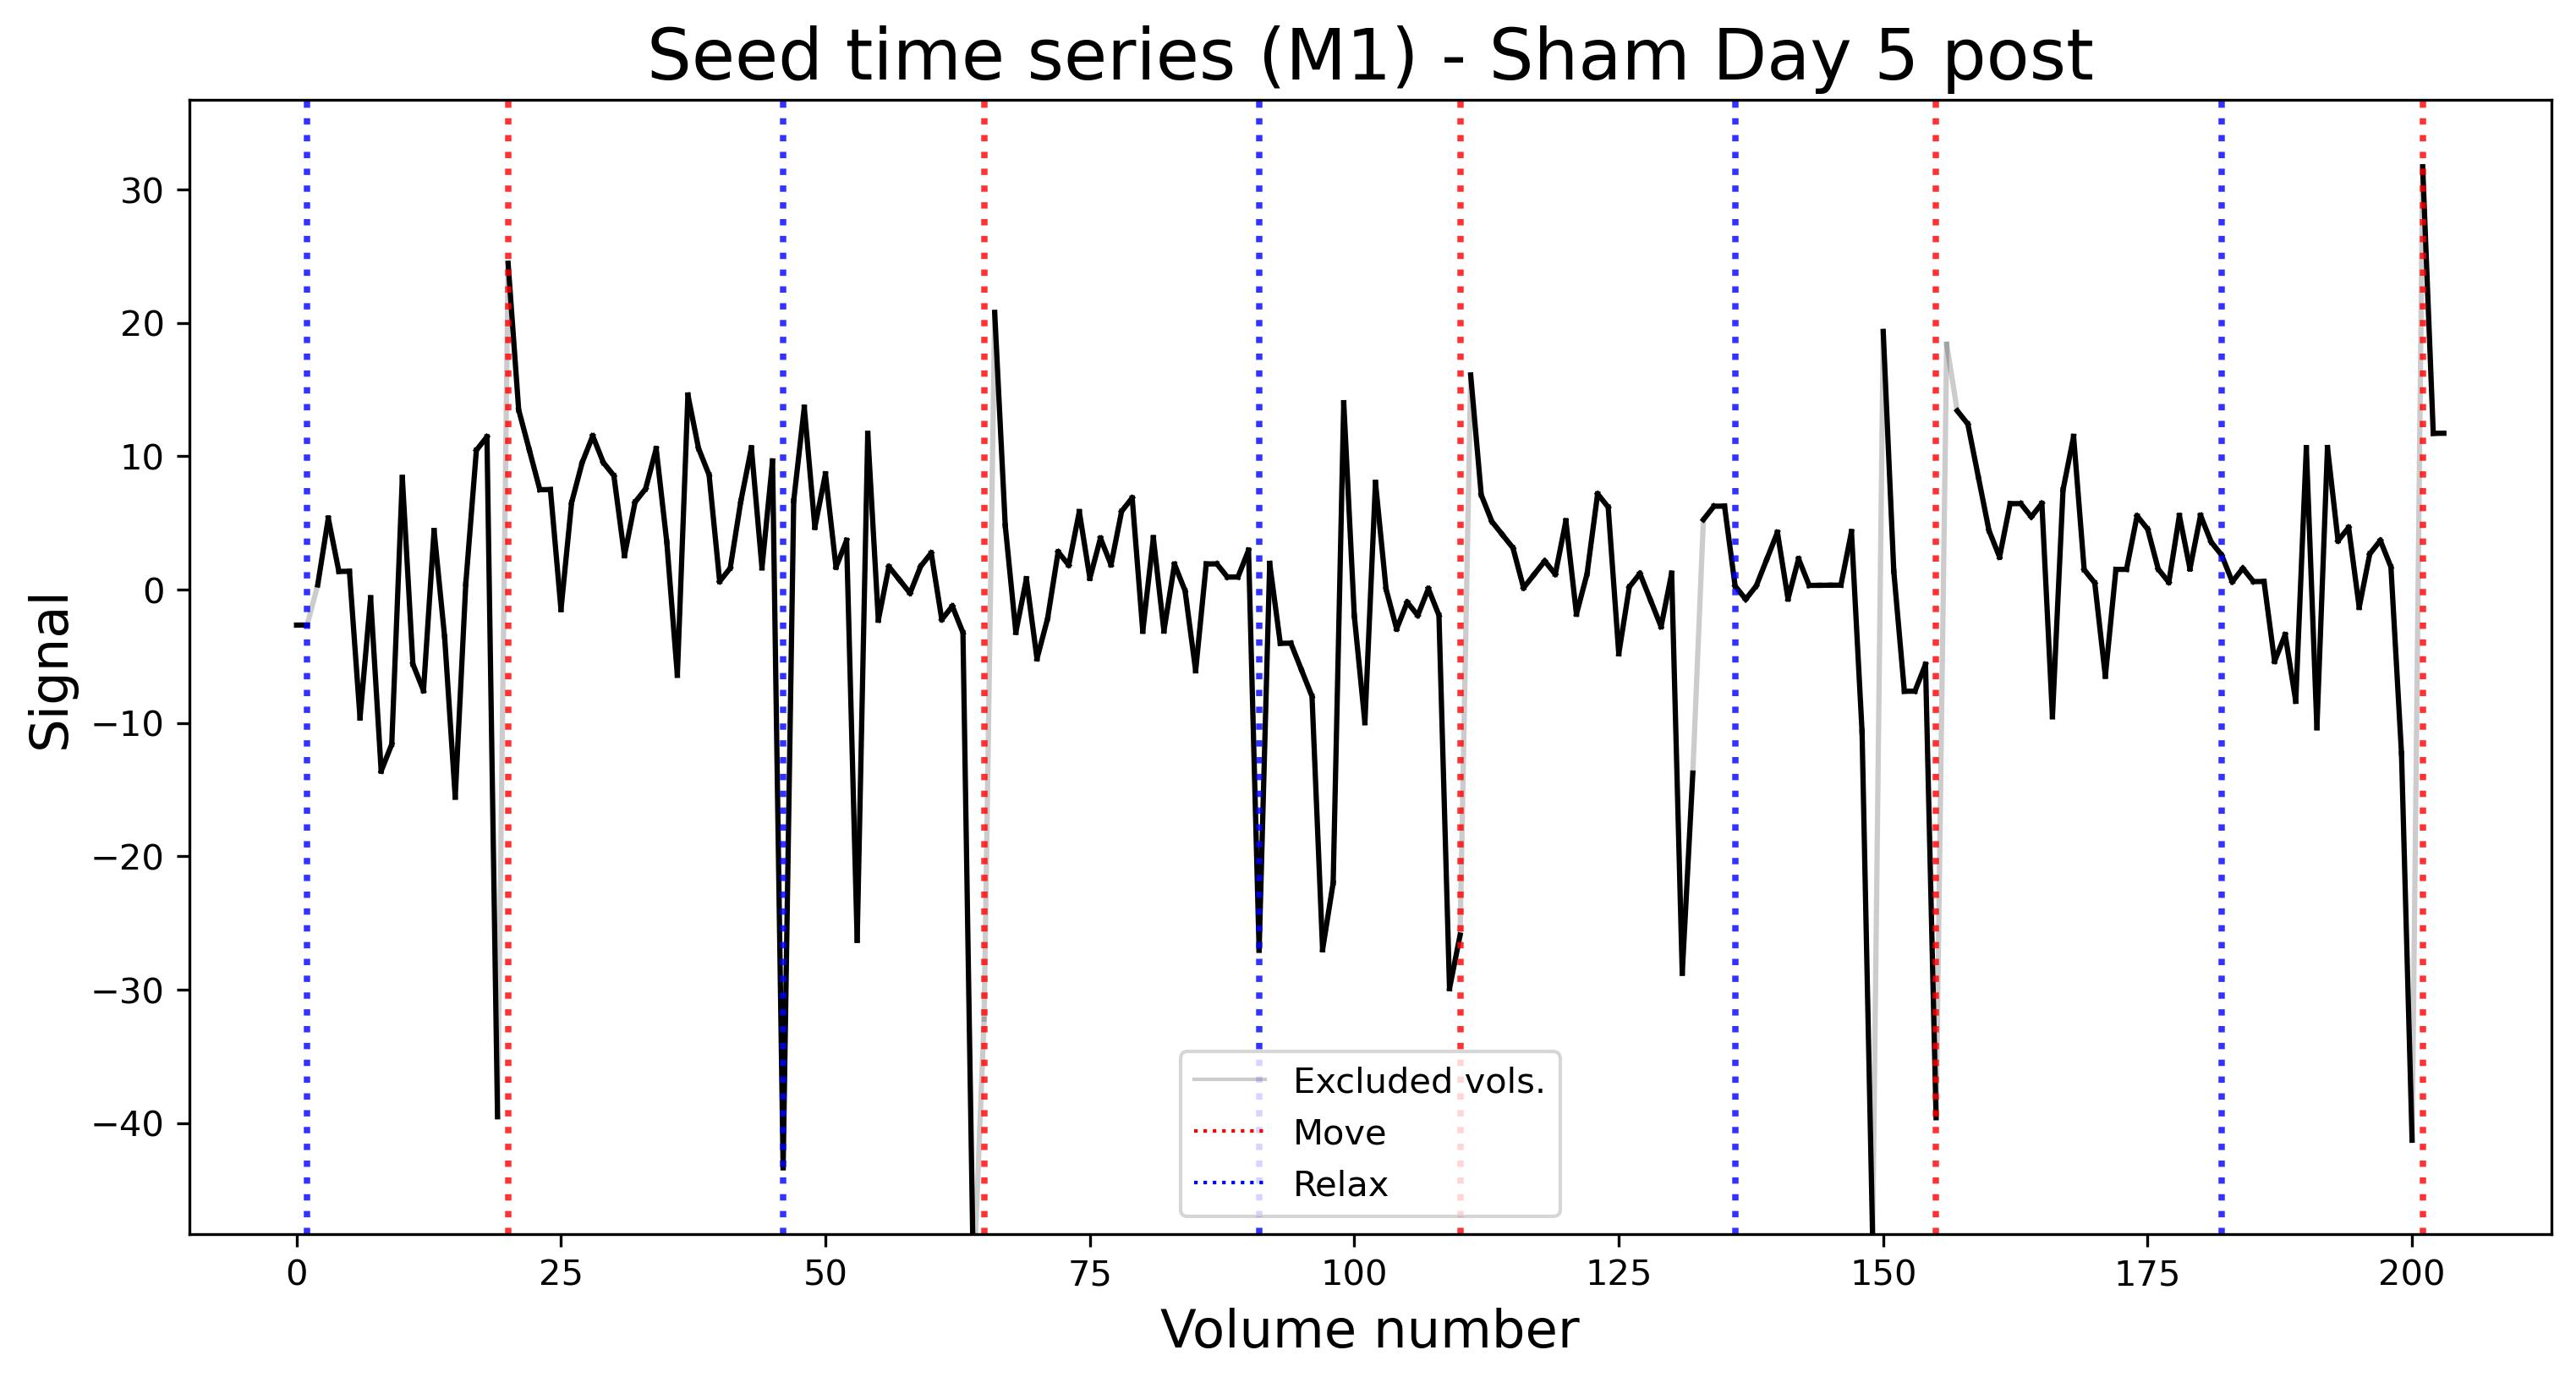 Seed time series (M1) - Sham Day 5 post
Signal
30
20
10
0
−10
−20
−30
−40
Excluded vols.
Move
Relax
0 25 50 75 100 125 150 175 200
Volume number